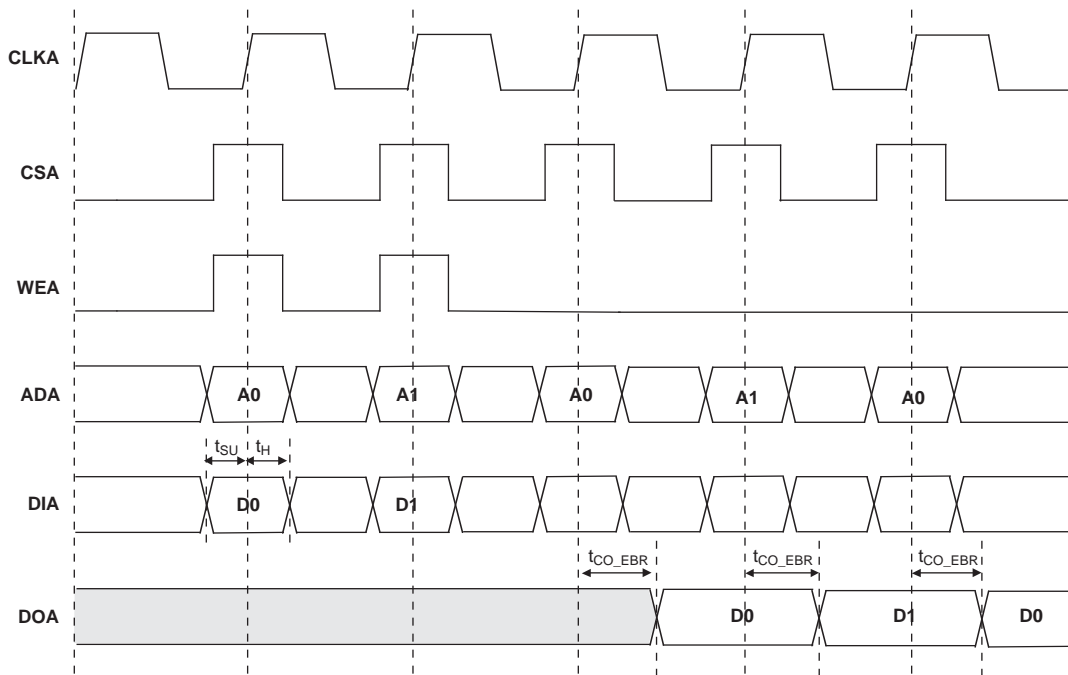 CLKA
CSA
WEA
ADA A0 A1 A0 A1 A0
tSU tH
DIA D0 D1
tCO_EBR tCO_EBR tCO_EBR
DOA D0 D1 D0